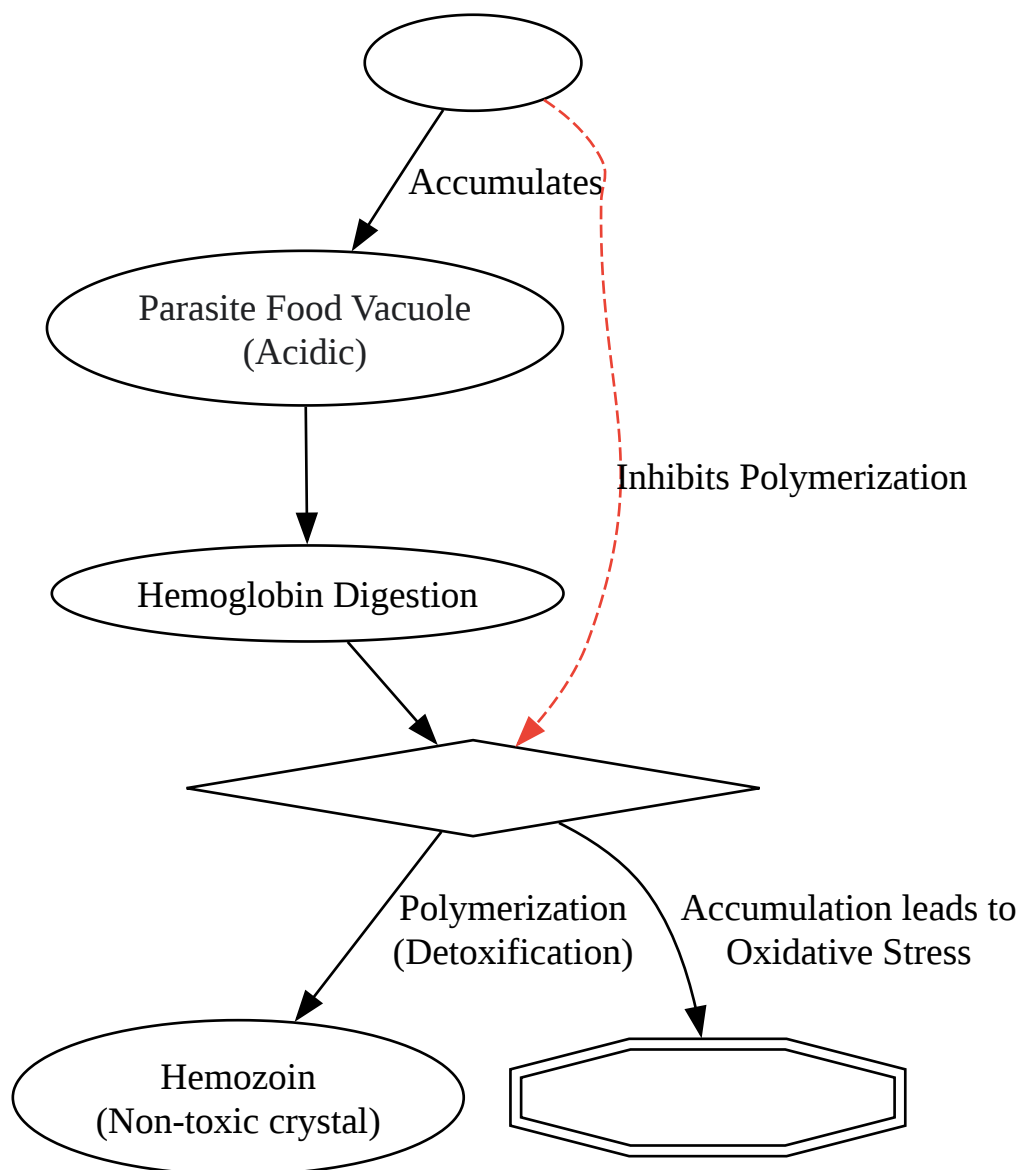 Accumulates
Parasite Food Vacuole
(Acidic)
Inhibits Polymerization
Hemoglobin Digestion
Polymerization
(Detoxification)
Accumulation leads to
Oxidative Stress
Hemozoin
(Non-toxic crystal)